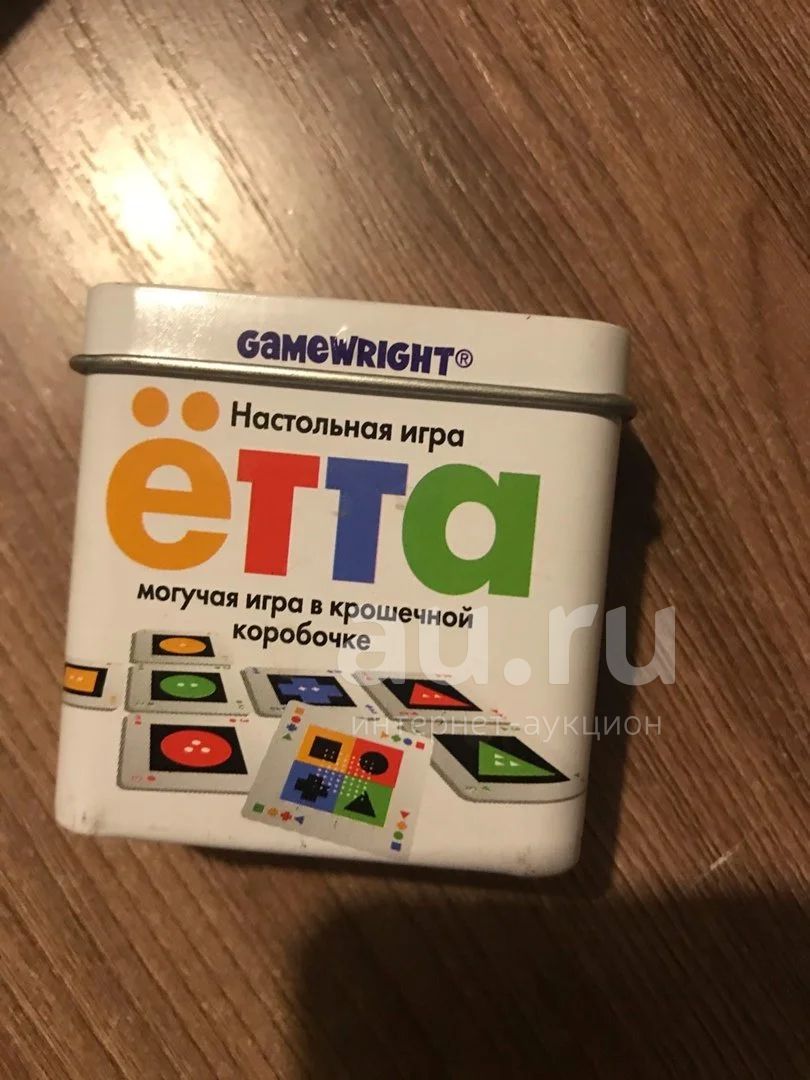 GAMEWRIGHT®
Настольная игра
ётта
могучая игра в крошечной
коробочке
au.ru
интернет-аукцион